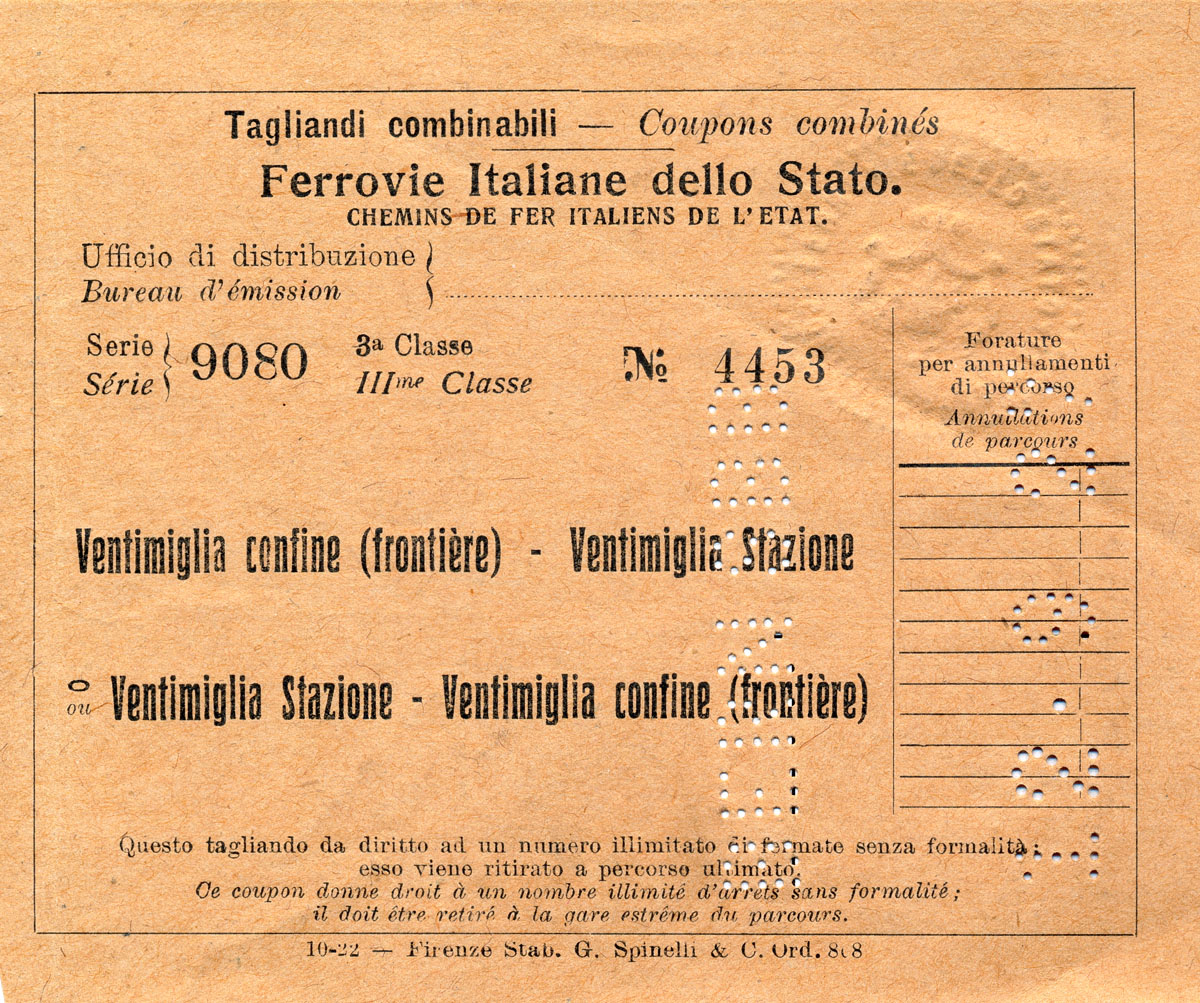 Tagliandi combinabili — Coupons combinés
Ferrovie Italiane dello Stato.
CHEMINS DE FER ITALIENS DE L'ETAT.
Ufficio di distribuzione
Bureau d'émission
Serie
Série
9080
3a Classe
IIIme Classe
No 4453
Forature
per annullamenti
di percorso
Annullations
de parcours
Ventimiglia confine (frontière) - Ventimiglia Stazione
o
ou
Ventimiglia Stazione - Ventimiglia confine (frontière)
Questo tagliando da diritto ad un numero illimitato di fermate senza formalità;
esso viene ritirato a percorso ultimato.
Ce coupon donne droit à un nombre illimité d'arrêts sans formalité;
il doit être retiré à la gare estrême du parcours.
10-22 — Firenze Stab. G. Spinelli & C. Ord.